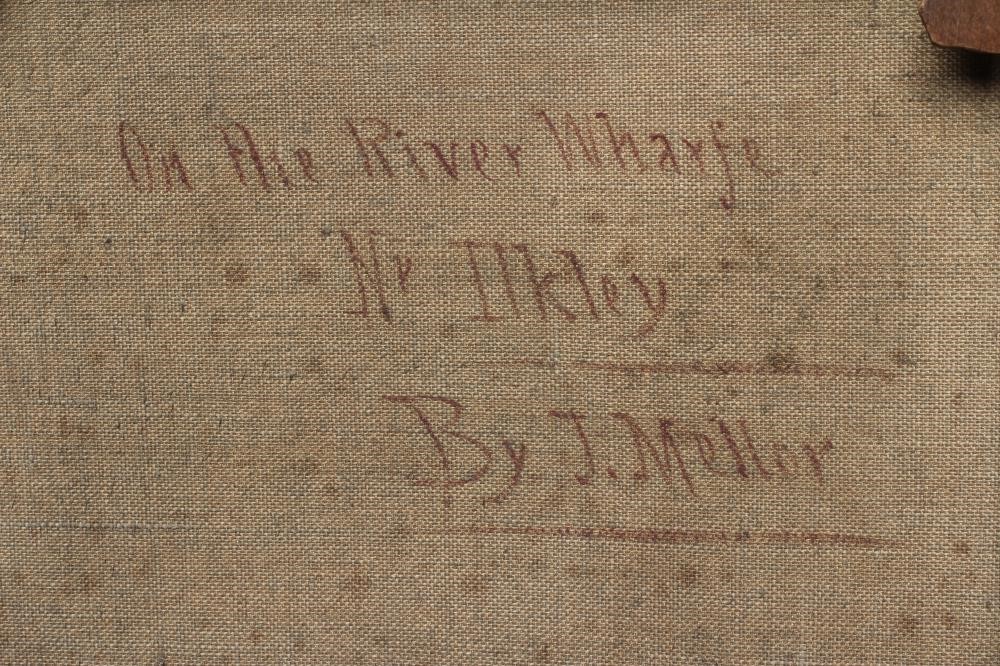 On the River Wharfe
Nr Ilkley
By J. Mellor